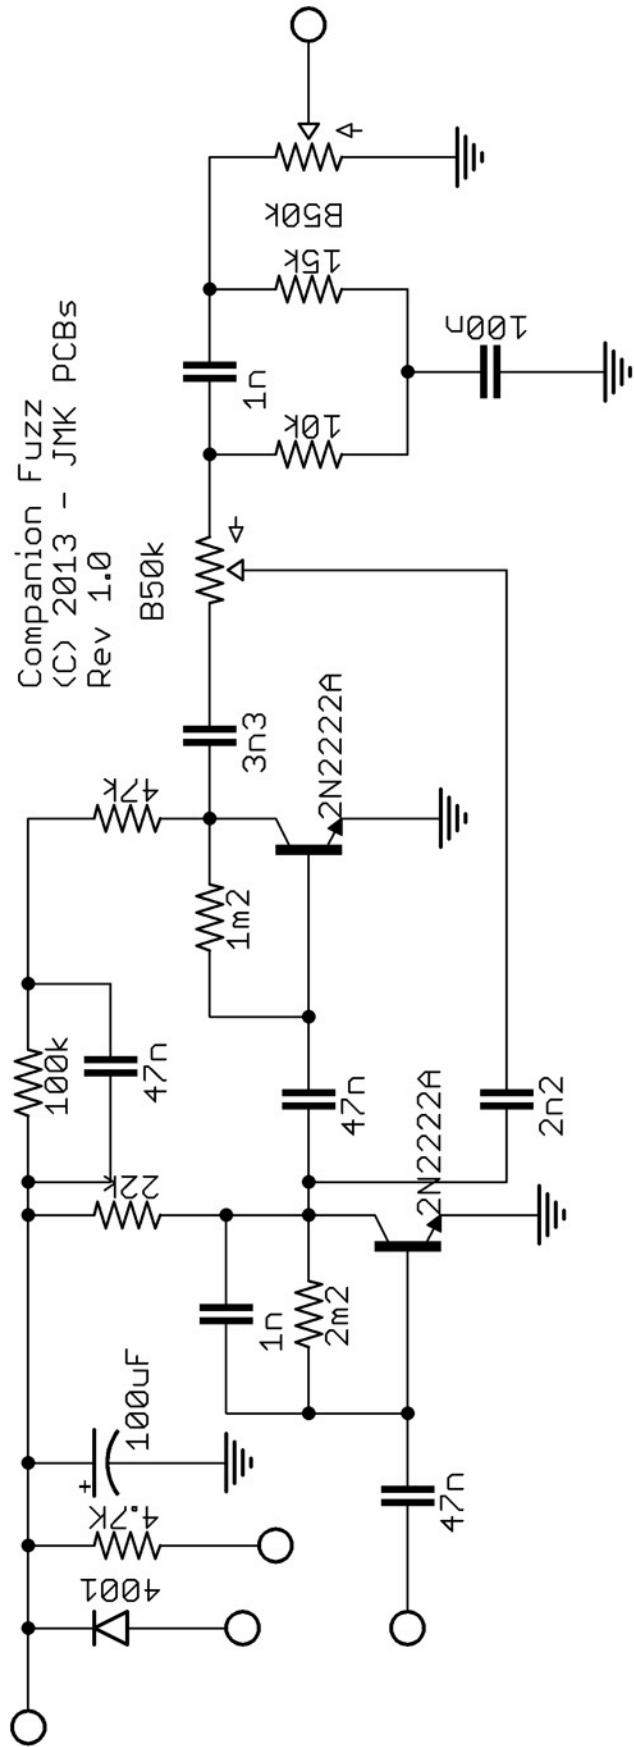 Companion Fuzz
(C) 2013 - JMK PCBs
Rev 1.0
4001
4.7K
+
100uF
47n
1n
2m2
22k
2N2222A
100k
47n
47n
2n2
1m2
47k
2N2222A
3n3
B50k
10k
1n
15k
100n
B50k